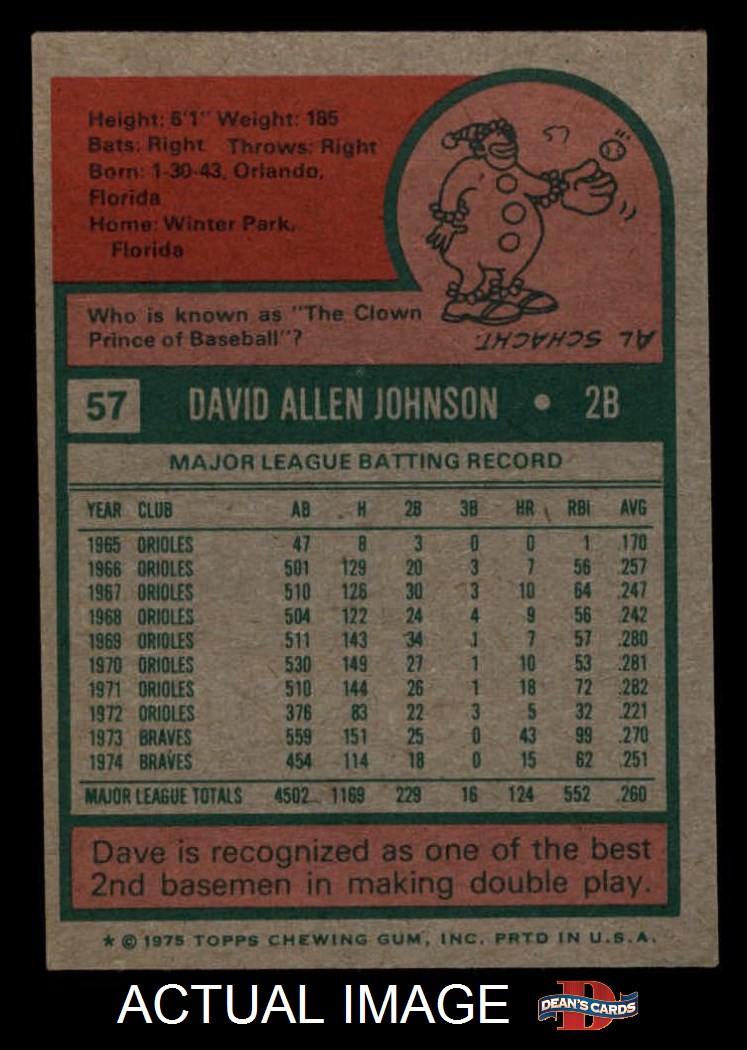 Height: 6'1" Weight: 185
Bats: Right Throws: Right
Born: 1-30-43, Orlando,
Florida
Home: Winter Park,
Florida
57
Who is known as "The Clown
Prince of Baseball"?
AL SCHACHT.
57 DAVID ALLEN JOHNSON • 2B
MAJOR LEAGUE BATTING RECORD
YEAR CLUB AB H 2B 3B HR RBI AVG
1965 ORIOLES 47 8 3 0 0 1 .170
1966 ORIOLES 501 129 20 3 7 56 .257
1967 ORIOLES 510 126 30 3 10 64 .247
1968 ORIOLES 504 122 24 4 9 56 .242
1969 ORIOLES 511 143 34 1 7 57 .280
1970 ORIOLES 530 149 27 1 10 53 .281
1971 ORIOLES 510 144 26 1 18 72 .282
1972 ORIOLES 376 83 22 3 5 32 .221
1973 BRAVES 559 151 25 0 43 99 .270
1974 BRAVES 454 114 18 0 15 62 .251
MAJOR LEAGUE TOTALS 4502 1169 229 16 124 552 .260
Dave is recognized as one of the best
2nd basemen in making double play.
* © 1975 TOPPS CHEWING GUM, INC. PRTD IN U.S.A.
ACTUAL IMAGE
D
DEAN'S CARDS